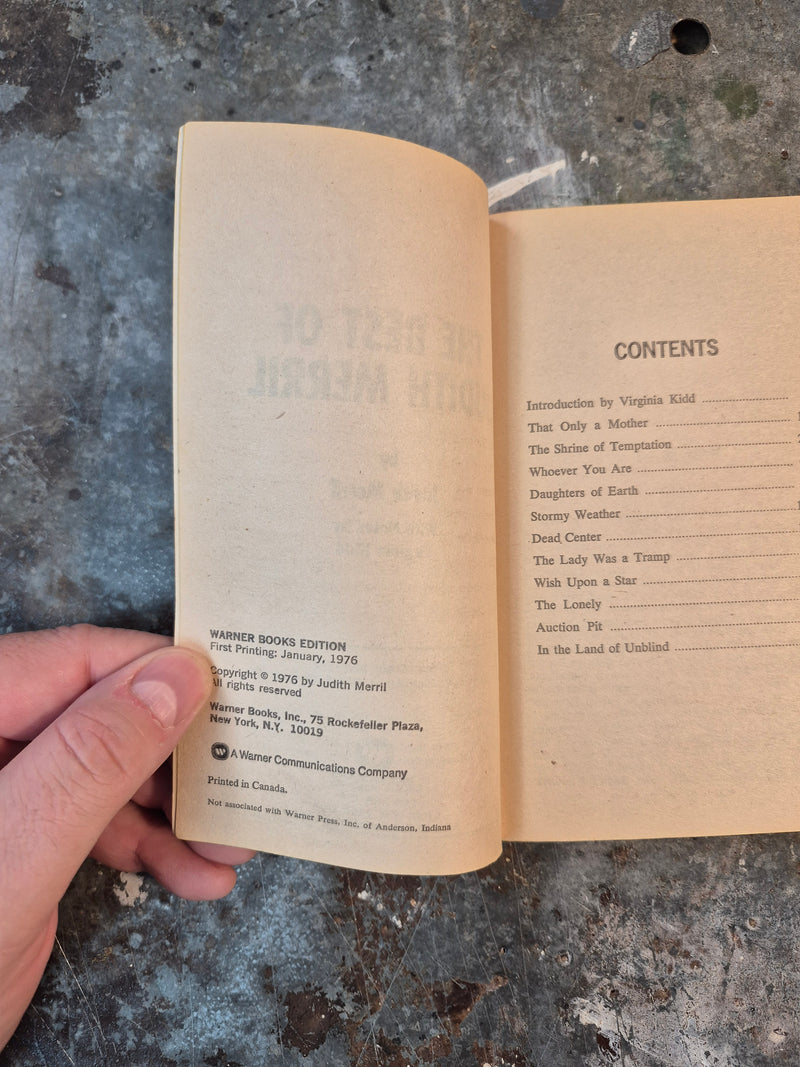 WARNER BOOKS EDITION
First Printing: January, 1976
Copyright © 1976 by Judith Merril
All rights reserved
Warner Books, Inc., 75 Rockefeller Plaza,
New York, N.Y. 10019
W A Warner Communications Company
Printed in Canada.
Not associated with Warner Press, Inc. of Anderson, Indiana
CONTENTS
Introduction by Virginia Kidd
That Only a Mother
The Shrine of Temptation
Whoever You Are
Daughters of Earth
Stormy Weather
Dead Center
The Lady Was a Tramp
Wish Upon a Star
The Lonely
Auction Pit
In the Land of Unblind